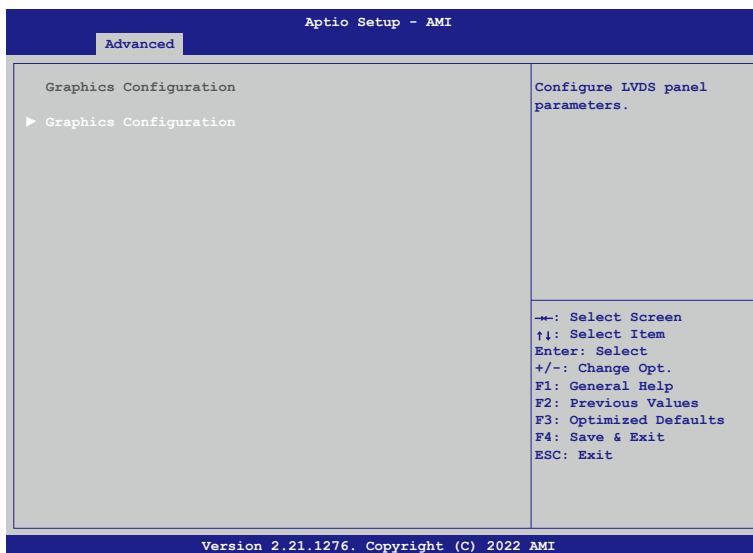 Aptio Setup - AMI
Advanced
Graphics Configuration
► Graphics Configuration
Configure LVDS panel
parameters.
→←: Select Screen
↑↓: Select Item
Enter: Select
+/-: Change Opt.
F1: General Help
F2: Previous Values
F3: Optimized Defaults
F4: Save & Exit
ESC: Exit
Version 2.21.1276. Copyright (C) 2022 AMI